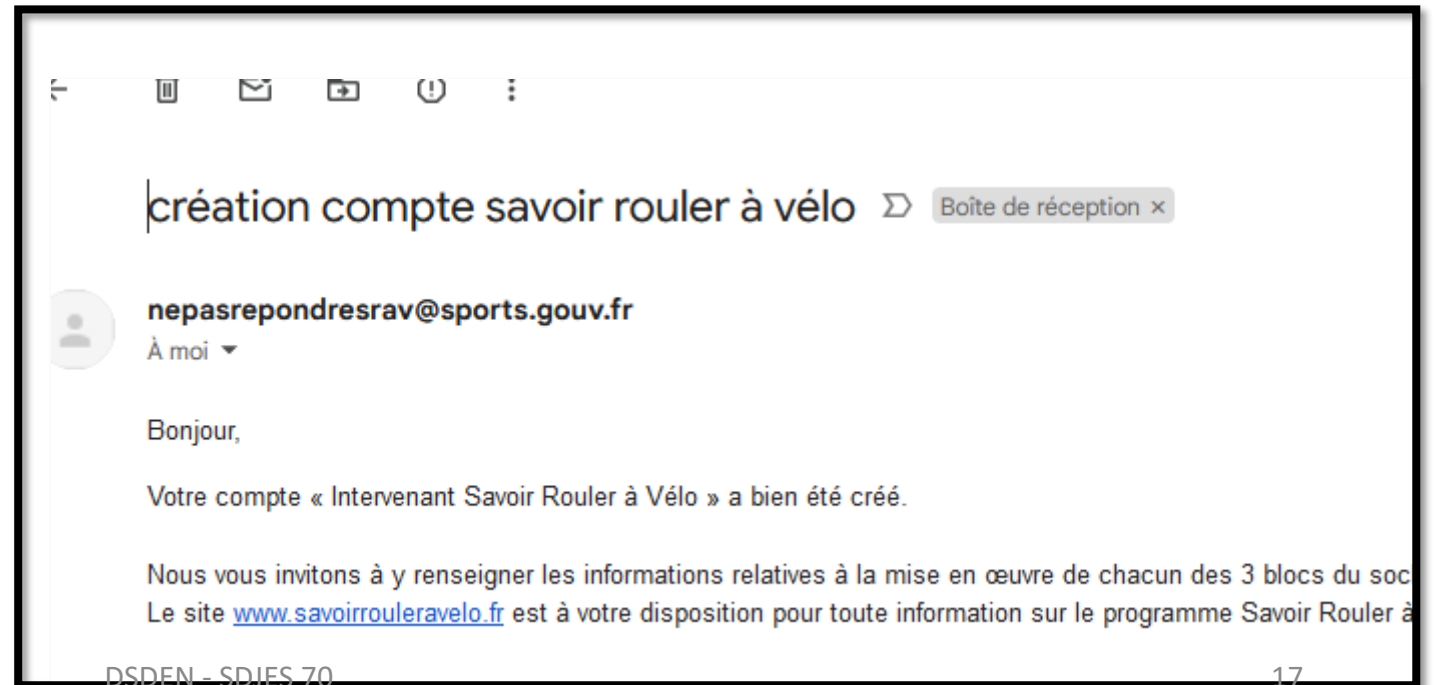 création compte savoir rouler à vélo Boîte de réception ×
nepasrepondresrav@sports.gouv.fr
À moi
Bonjour,
Votre compte « Intervenant Savoir Rouler à Vélo » a bien été créé.
Nous vous invitons à y renseigner les informations relatives à la mise en œuvre de chacun des 3 blocs du soc
Le site www.savoirrouleravelo.fr est à votre disposition pour toute information sur le programme Savoir Rouler à
DSDEN - SDJES 70
17